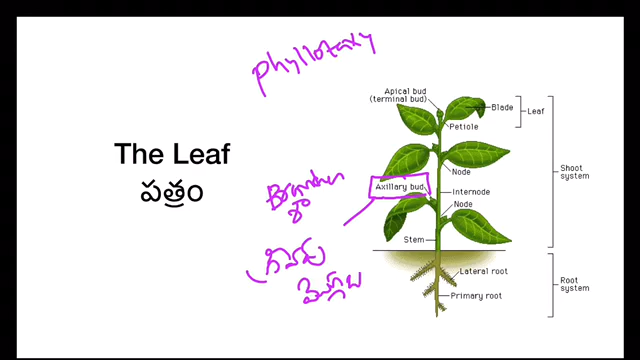 phyllotaxy
The Leaf
పత్రం
Apical bud
(terminal bud)
Blade
Leaf
Petiole
Node
Shoot
system
Axillary bud
Internode
Node
Stem
Lateral root
Root
system
Primary root